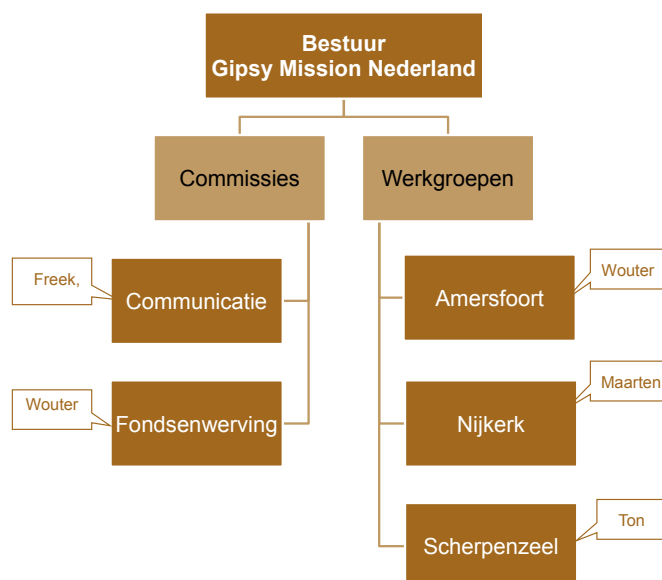 Bestuur
Gipsy Mission Nederland
Commissies
Werkgroepen
Freek,
Communicatie
Wouter
Fondsenwerving
Wouter
Amersfoort
Maarten
Nijkerk
Ton
Scherpenzeel